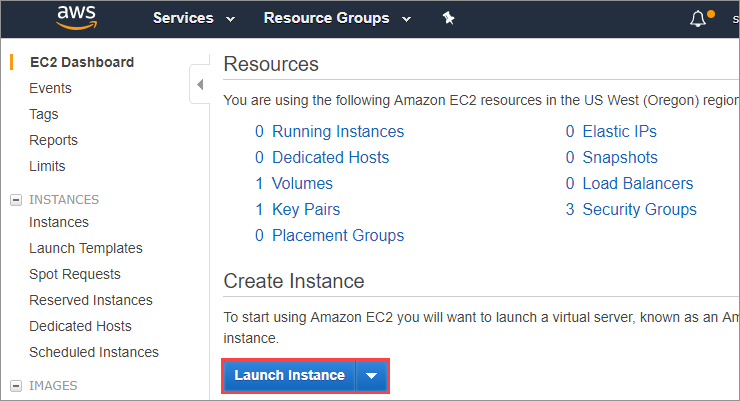 aws
Services
Resource Groups
s
EC2 Dashboard
Events
Tags
Reports
Limits
INSTANCES
Instances
Launch Templates
Spot Requests
Reserved Instances
Dedicated Hosts
Scheduled Instances
IMAGES
Resources
You are using the following Amazon EC2 resources in the US West (Oregon) region
0 Running Instances
0 Elastic IPs
0 Dedicated Hosts
0 Snapshots
1 Volumes
0 Load Balancers
1 Key Pairs
3 Security Groups
0 Placement Groups
Create Instance
To start using Amazon EC2 you will want to launch a virtual server, known as an Am
instance.
Launch Instance